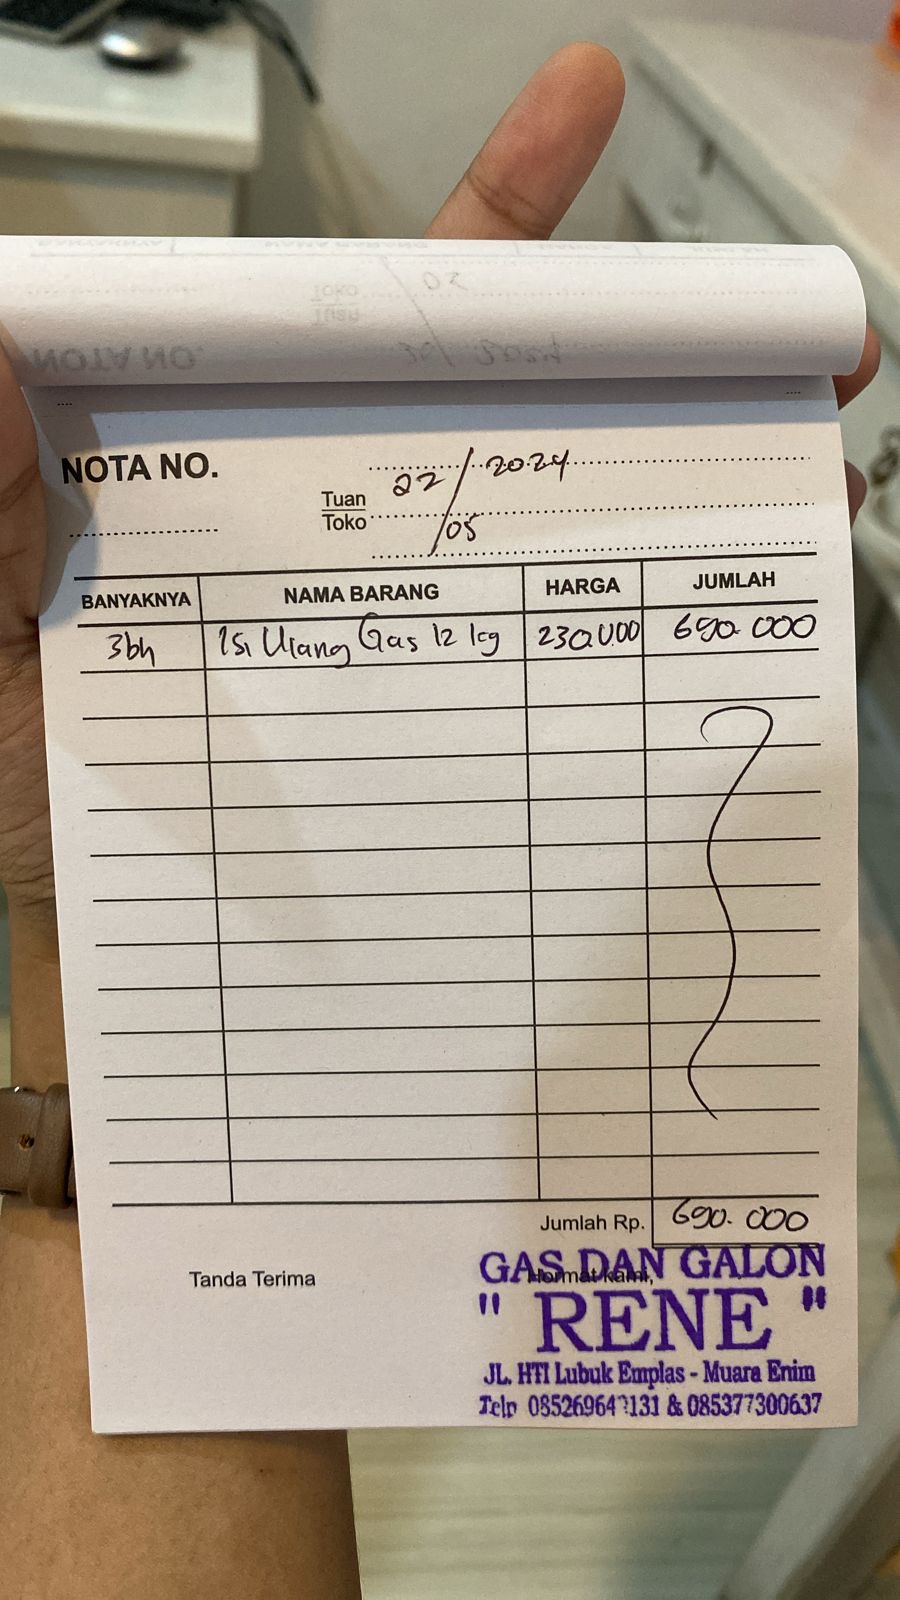 NOTA NO.
22/2024
Tuan
Toko
/05
BANYAKNYA NAMA BARANG HARGA JUMLAH
3bh Isi Ulang Gas 12 kg 230.000 690.000
Jumlah Rp. 690.000
Tanda Terima Hormat kami,
GAS DAN GALON
" RENE "
JL. HTI Lubuk Emplas - Muara Enim
Telp & 085377300637